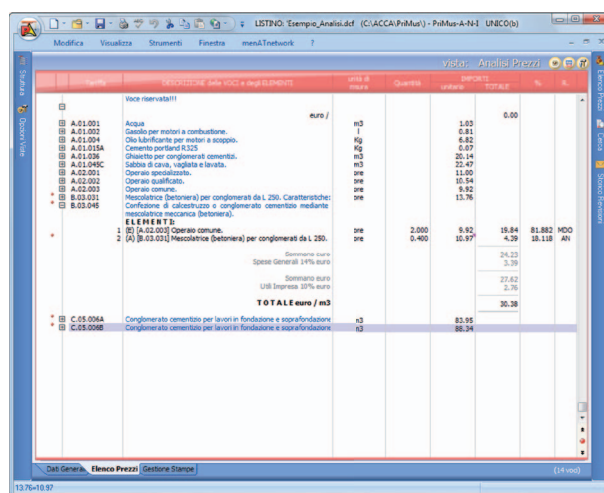 LISTINO: 'Esempio_Analisi.dcf (C:\ACCA\PriMus\) - PriMus-A-N-I UNICO(b)
Modifica Visualizza Strumenti Finestra menATnetwork ?
vista: Analisi Prezzi
Struttura
Opzioni Viste
Elenco Prezzi
Cerca
Storico Revisioni
Tariffa DESCRIZIONE delle VOCI e degli ELEMENTI unità di misura Quantità IMPORTI unitario TOTALE % R..
Voce riservata!!!
euro / 0.00
A.01.001 Acqua m3 1.03
A.01.002 Gasolio per motori a combustione. l 0.81
A.01.004 Olio lubrificante per motori a scoppio. Kg 6.82
A.01.015A Cemento portland R325 Kg 0.07
A.01.036 Ghiaietto per conglomerati cementizi. m3 20.14
A.01.045C Sabbia di cava, vagliata e lavata. m3 22.47
A.02.001 Operaio specializzato. ore 11.00
A.02.002 Operaio qualificato. ore 10.54
A.02.003 Operaio comune. ore 9.92
* B.03.031 Mescolatrice (betoniera) per conglomerati da L 250. Caratteristiche: ore 13.76
* B.03.045 Confezione di calcestruzzo o conglomerato cementizio mediante
mescolatrice meccanica (betoniera).
ELEMENTI:
1 (E) [A.02.003] Operaio comune. ore 2.000 9.92 19.84 81.882 MDO
* 2 (A) [B.03.031] Mescolatrice (betoniera) per conglomerati da L 250. ore 0.400 10.97 4.39 18.118 AN
Sommano euro 24.23
Spese Generali 14% euro 3.39
Sommano euro 27.62
Utili Impresa 10% euro 2.76
TOTALE euro / m3 30.38
* C.05.006A Conglomerato cementizio per lavori in fondazione e soprafondazione m3 83.95
* C.05.006B Conglomerato cementizio per lavori in fondazione e soprafondazione m3 88.34
Dati Generali Elenco Prezzi Gestione Stampe (14 voci)
13.76=10.97